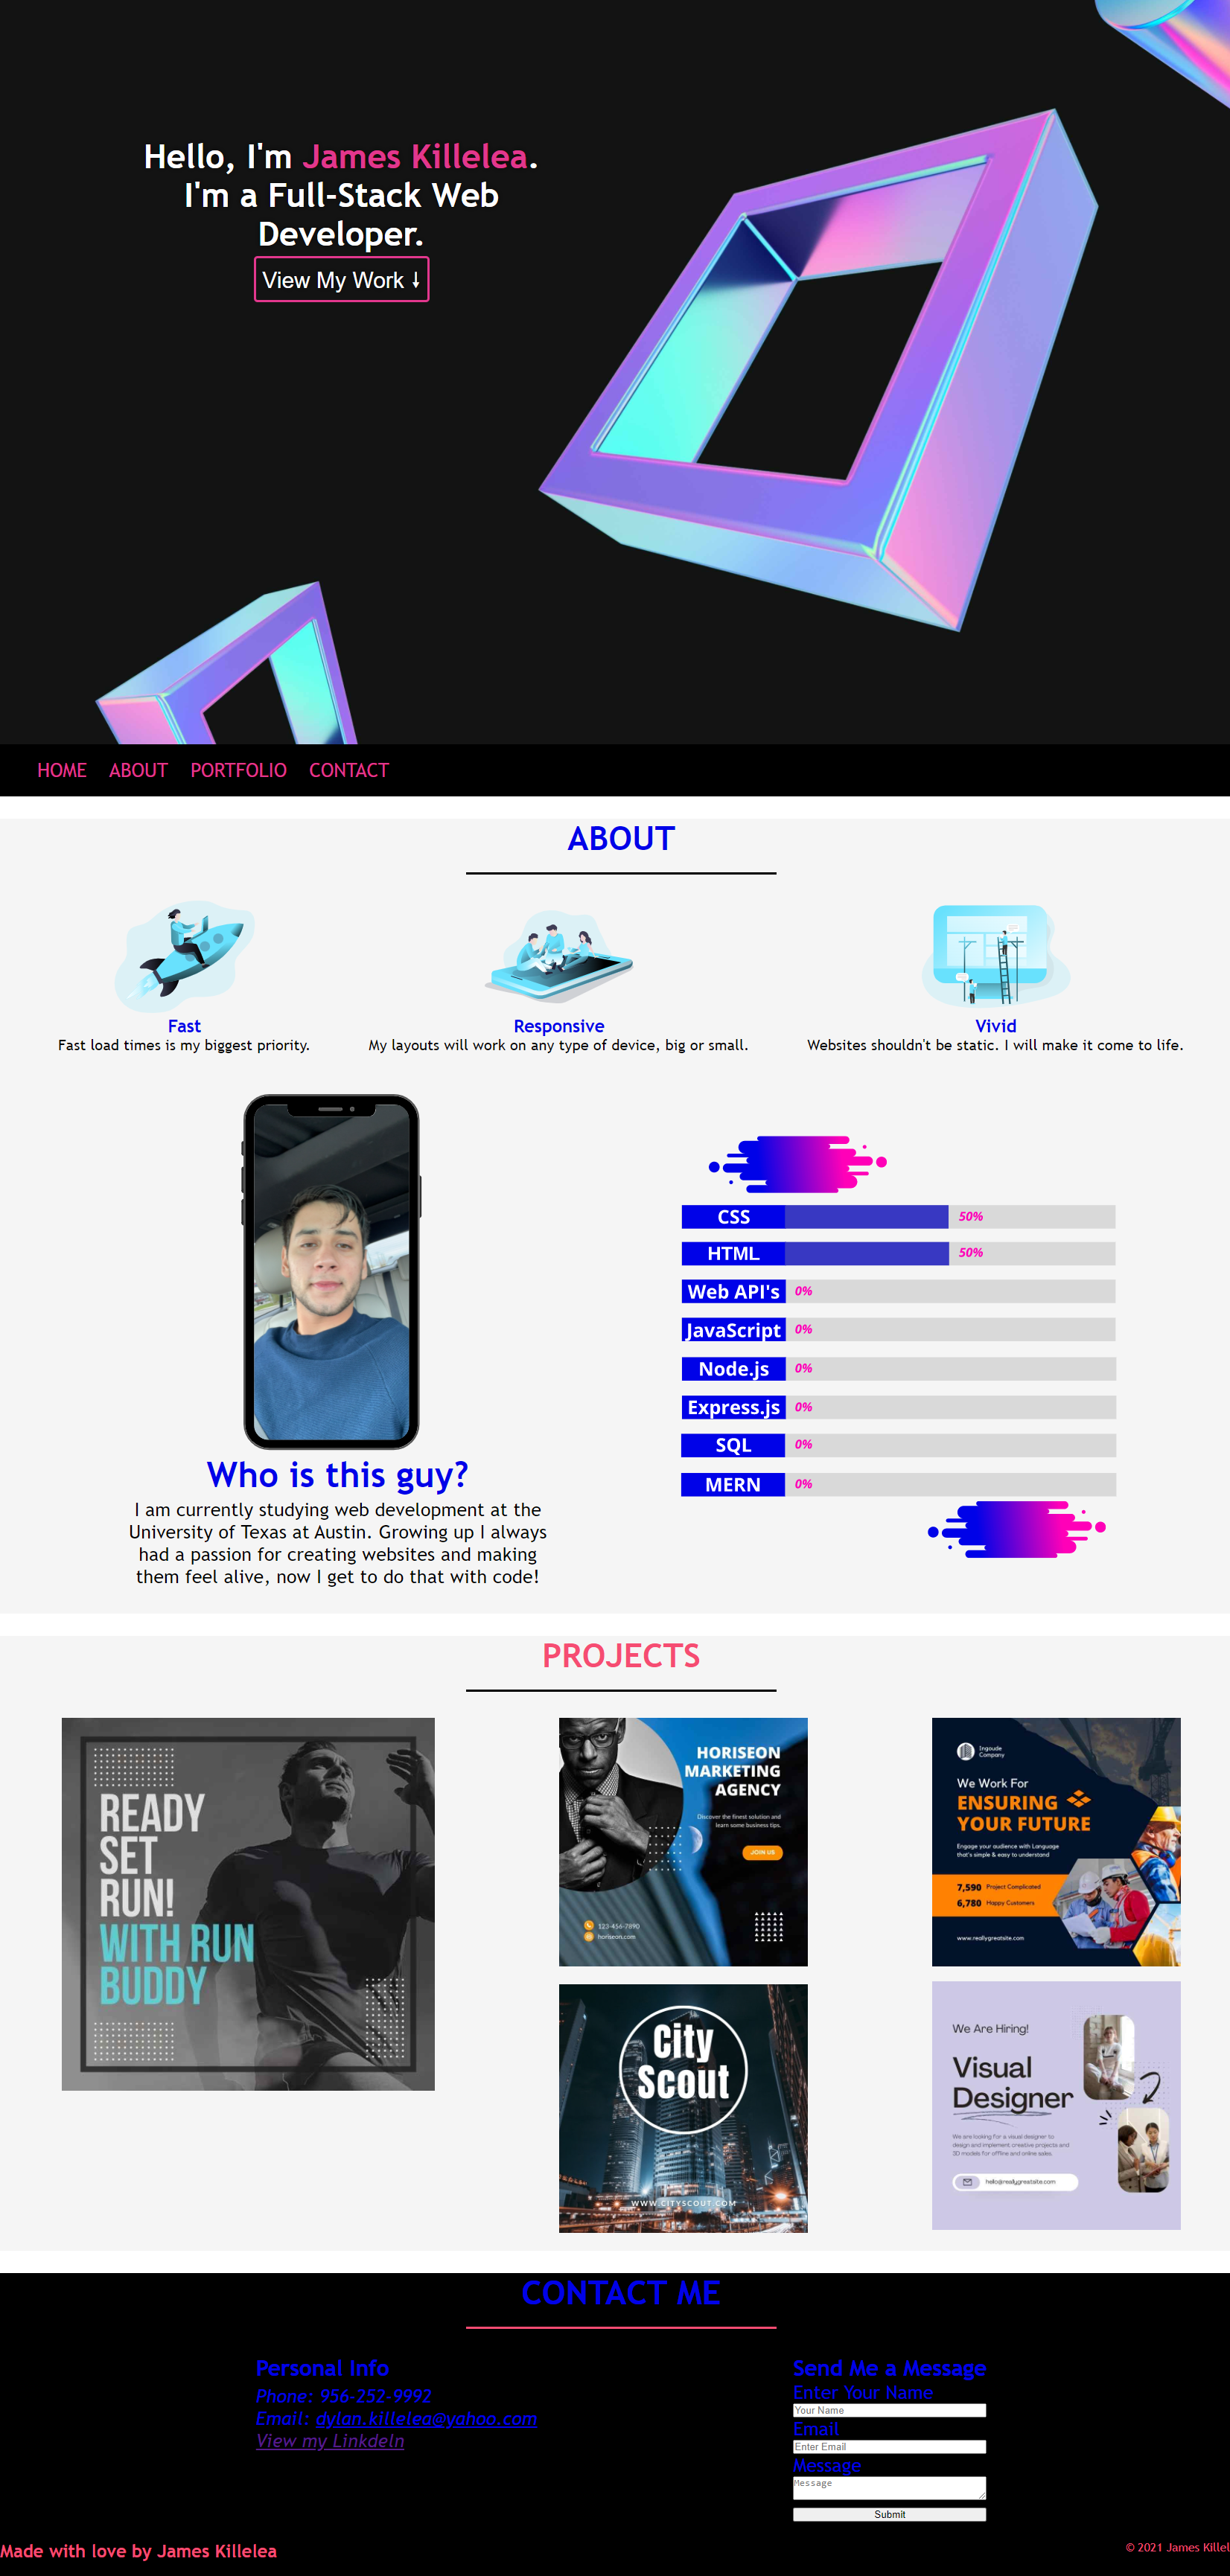 Hello, I'm James Killelea.
I'm a Full-Stack Web
Developer.
View My Work ↓
HOME ABOUT PORTFOLIO CONTACT
ABOUT
Fast
Fast load times is my biggest priority.
Responsive
My layouts will work on any type of device, big or small.
Vivid
Websites shouldn't be static. I will make it come to life.
Who is this guy?
I am currently studying web development at the
University of Texas at Austin. Growing up I always
had a passion for creating websites and making
them feel alive, now I get to do that with code!
CSS 50%
HTML 50%
Web API's 0%
JavaScript 0%
Node.js 0%
Express.js 0%
SQL 0%
MERN 0%
PROJECTS
READY
SET
RUN!
WITH RUN
BUDDY
HORISEON
MARKETING
AGENCY
Discover the finest solution and
learn some business tips.
JOIN US
123-456-7890
horiseon.com
Ingoude
Company
We Work For
ENSURING
YOUR FUTURE
Engage your audience with Language
that's simple & easy to understand
7,590 Project Complicated
6,780 Happy Customers
www.reallygreatsite.com
City
Scout
WWW.CITYSCOUT.COM
We Are Hiring!
Visual
Designer
We are looking for a visual designer to
design and implement creative projects and
3D models for offline and online sales.
hello@reallygreatsite.com
CONTACT ME
Personal Info
Phone: 956-252-9992
Email: dylan.killelea@yahoo.com
View my Linkdeln
Send Me a Message
Enter Your Name
Your Name
Email
Enter Email
Message
Message
Submit
Made with love by James Killelea
© 2021 James Killel